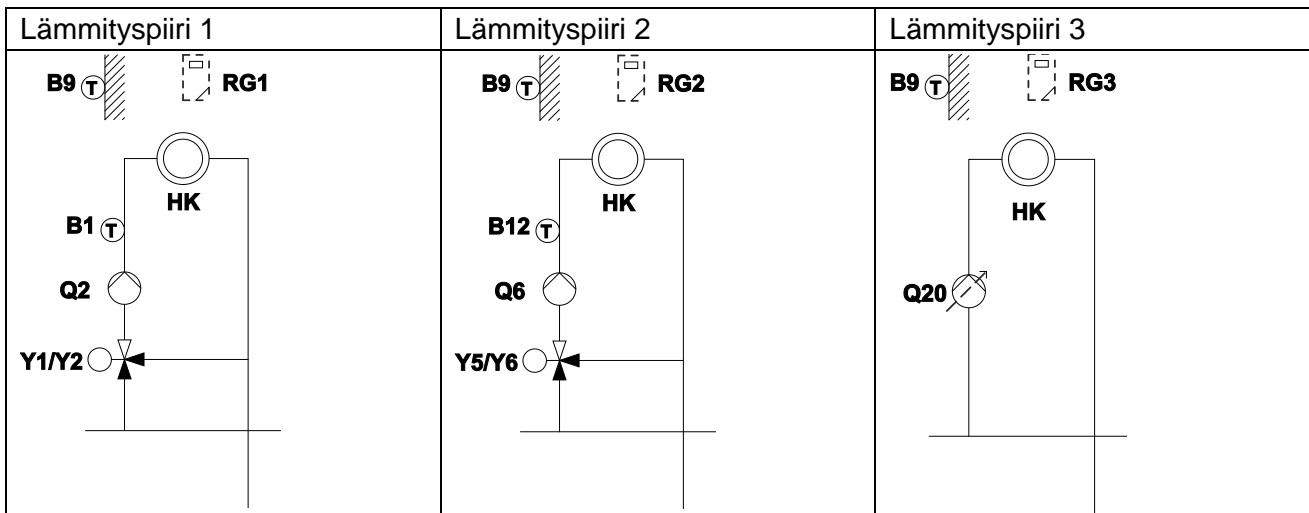 Lämmityspiiri 1
B9 T RG1
HK
B1 T
Q2
Y1/Y2
Lämmityspiiri 2
B9 T RG2
HK
B12 T
Q6
Y5/Y6
Lämmityspiiri 3
B9 T RG3
HK
Q20